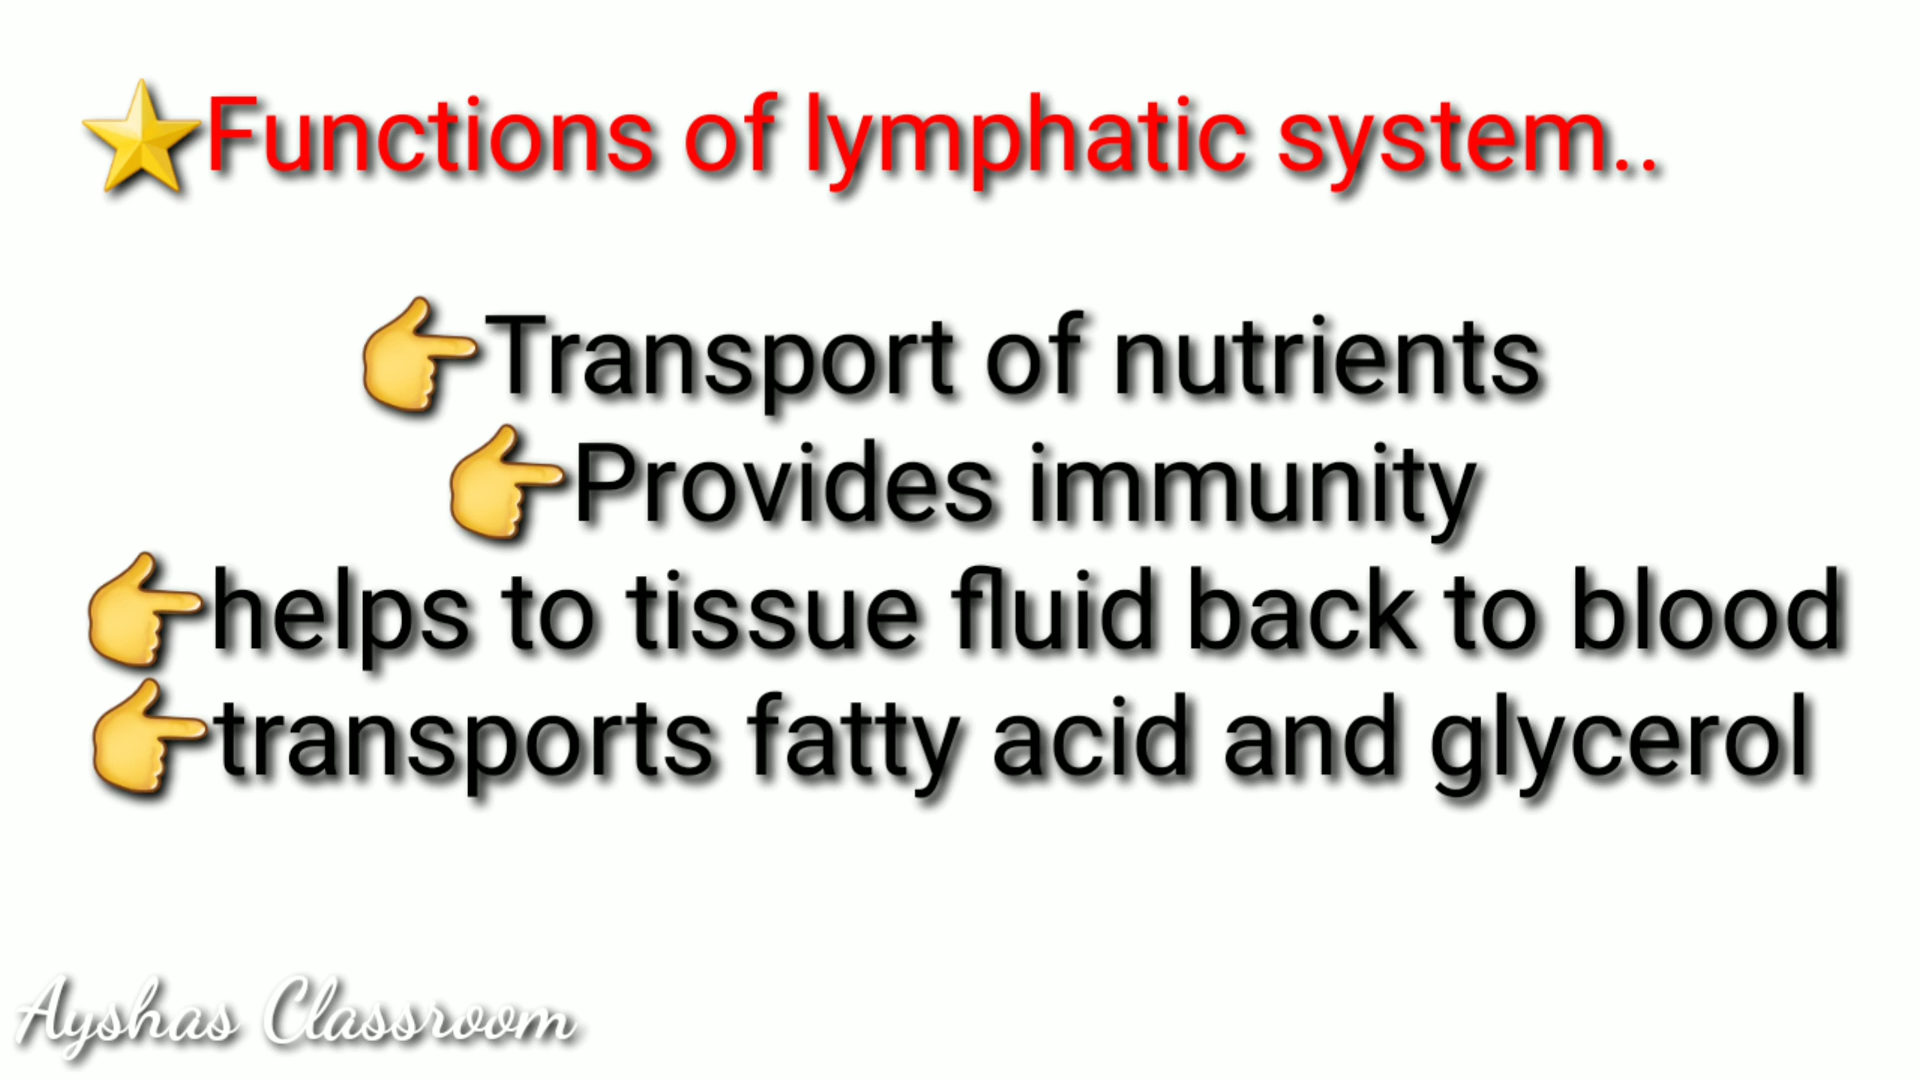 ⭐Functions of lymphatic system..
👉Transport of nutrients
👉Provides immunity
👉helps to tissue fluid back to blood
👉transports fatty acid and glycerol
Ayshas Classroom